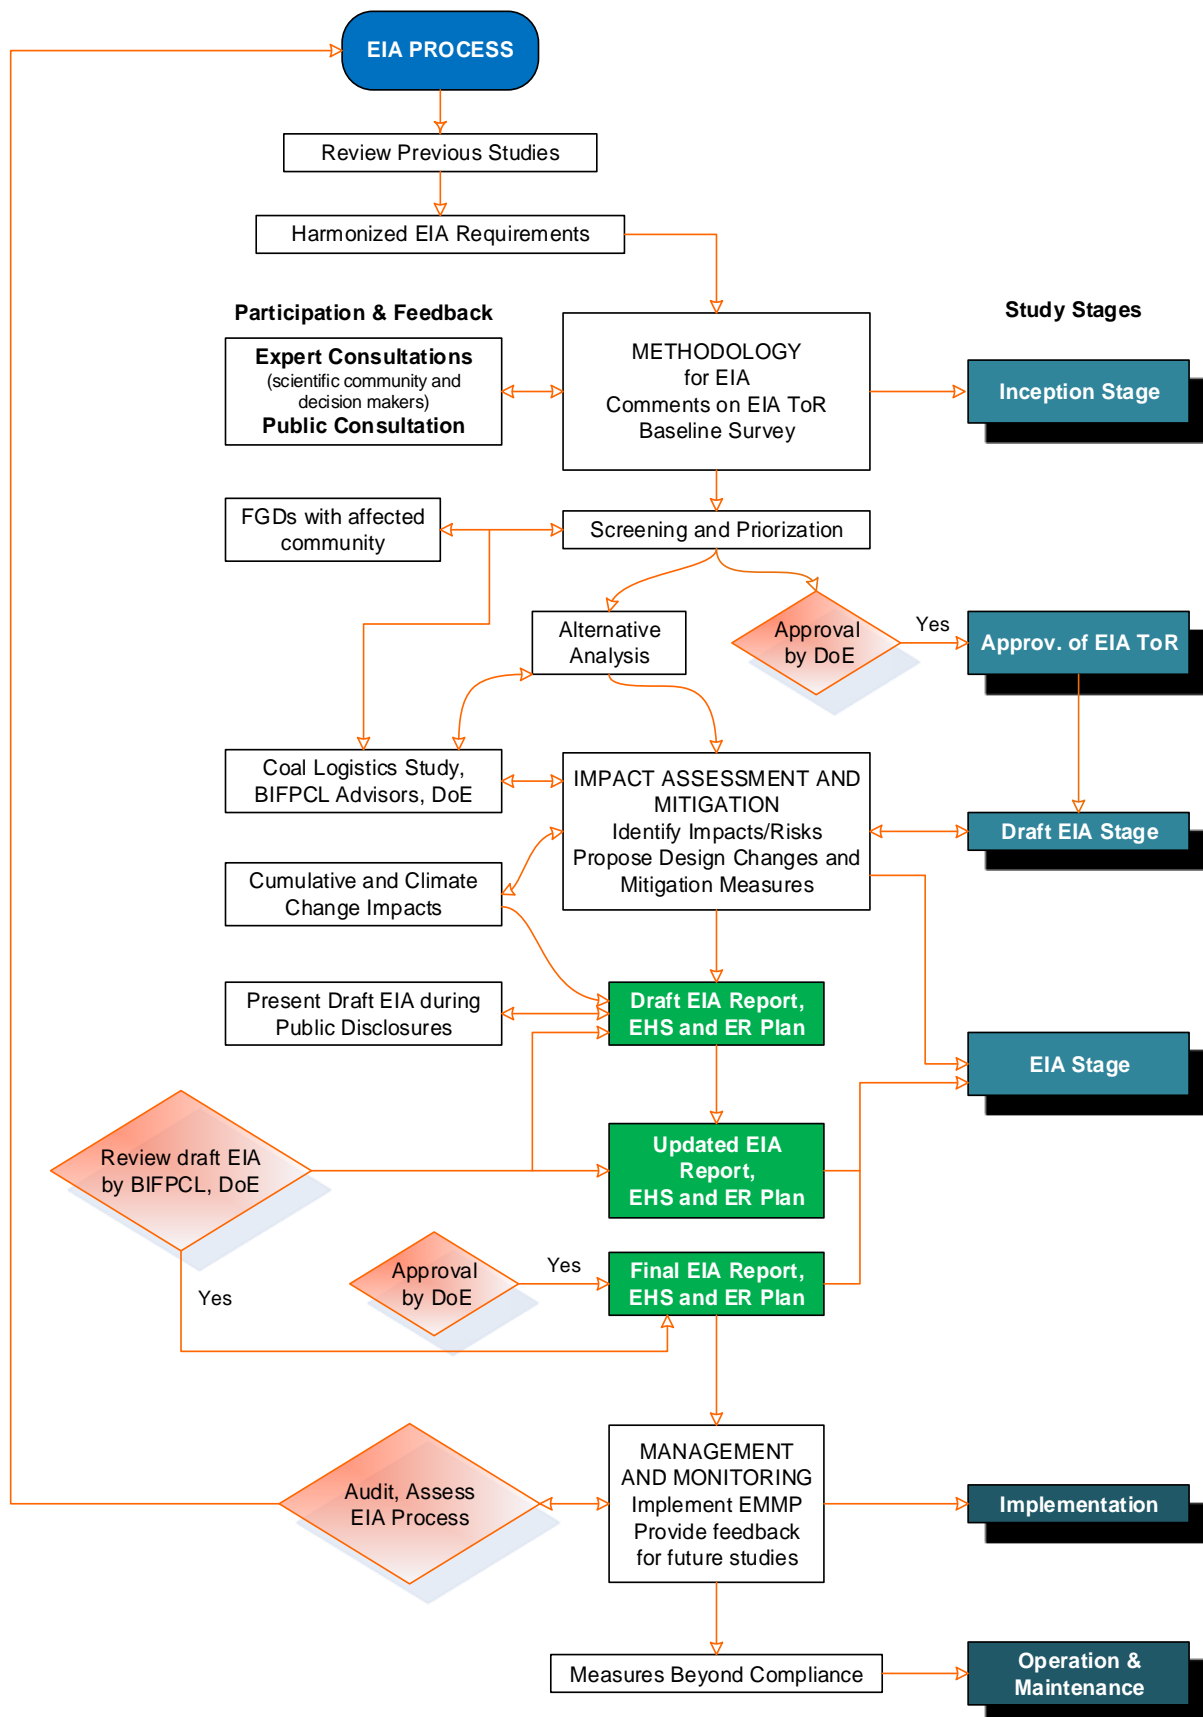 EIA PROCESS
Review Previous Studies
Harmonized EIA Requirements
Participation & Feedback
Study Stages
Expert Consultations
(scientific community and
decision makers)
Public Consultation
METHODOLOGY
for EIA
Comments on EIA ToR
Baseline Survey
Inception Stage
FGDs with affected
community
Screening and Priorization
Alternative
Analysis
Approval
by DoE
Yes
Approv. of EIA ToR
Coal Logistics Study,
BIFPCL Advisors, DoE
IMPACT ASSESSMENT AND
MITIGATION
Identify Impacts/Risks
Propose Design Changes and
Mitigation Measures
Draft EIA Stage
Cumulative and Climate
Change Impacts
Present Draft EIA during
Public Disclosures
Draft EIA Report,
EHS and ER Plan
EIA Stage
Review draft EIA
by BIFPCL, DoE
Updated EIA
Report,
EHS and ER Plan
Yes
Approval
by DoE
Yes
Final EIA Report,
EHS and ER Plan
Audit, Assess
EIA Process
MANAGEMENT
AND MONITORING
Implement EMMP
Provide feedback
for future studies
Implementation
Measures Beyond Compliance
Operation &
Maintenance